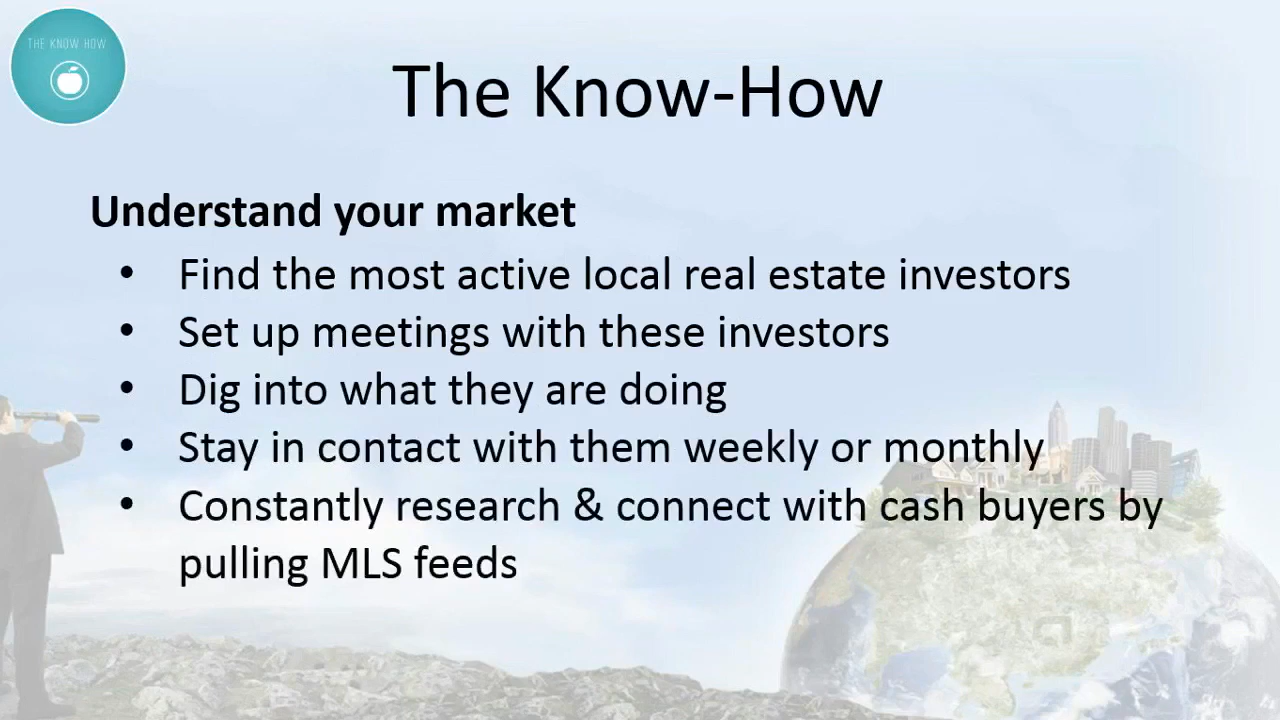 THE KNOW HOW
The Know-How
Understand your market
• Find the most active local real estate investors
• Set up meetings with these investors
• Dig into what they are doing
• Stay in contact with them weekly or monthly
• Constantly research & connect with cash buyers by
pulling MLS feeds